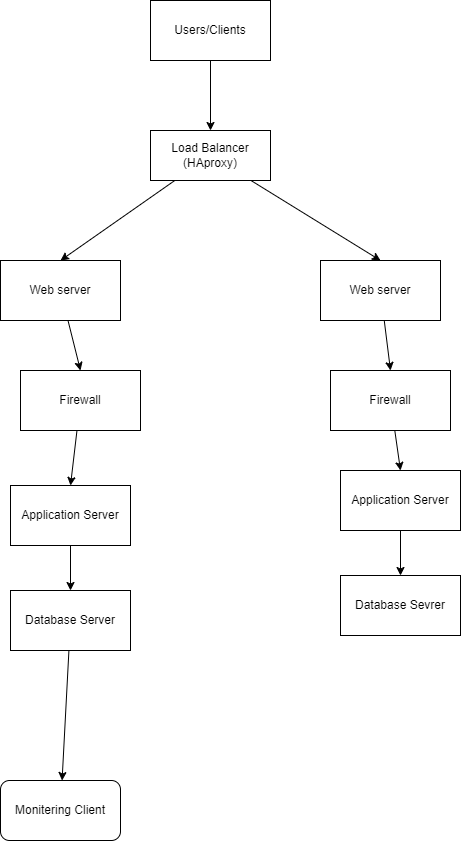 Users/Clients
Load Balancer
(HAproxy)
Web server
Web server
Firewall
Firewall
Application Server
Application Server
Database Server
Database Sevrer
Monitering Client